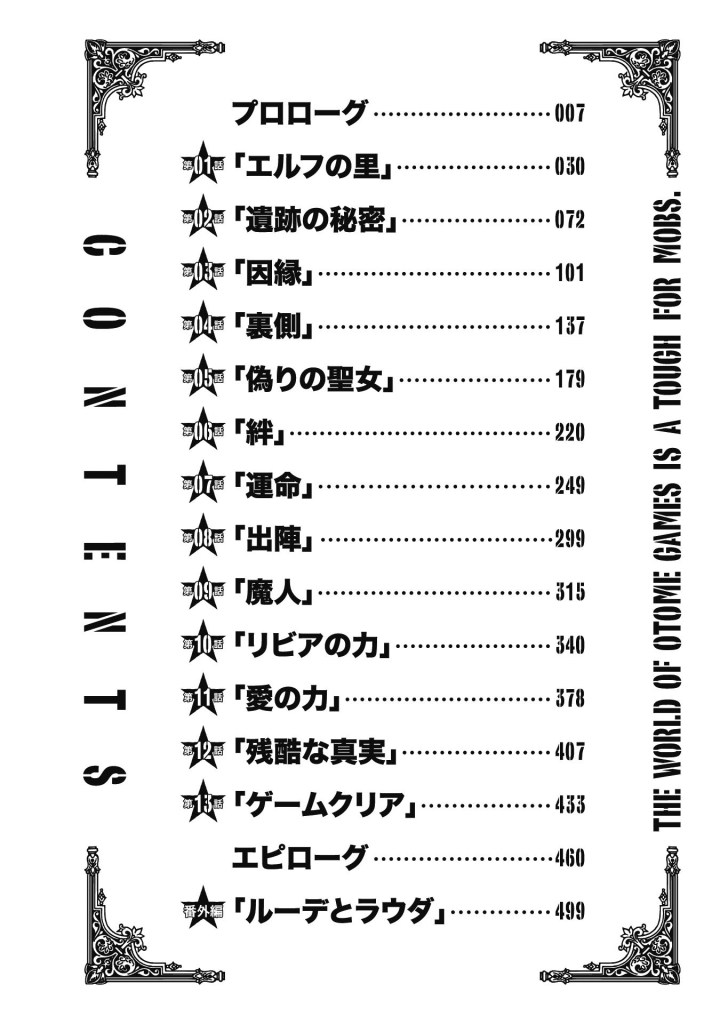 CONTENTS
プロローグ……………………007
第01話「エルフの里」……………………030
第02話「遺跡の秘密」……………………072
第03話「因縁」……………………101
第04話「裏側」……………………137
第05話「偽りの聖女」……………………179
第06話「絆」……………………220
第07話「運命」……………………249
第08話「出陣」……………………299
第09話「魔人」……………………315
第10話「リビアの力」……………………340
第11話「愛の力」……………………378
第12話「残酷な真実」……………………407
第13話「ゲームクリア」……………………433
エピローグ……………………460
番外編「ルーデとラウダ」……………………499
THE WORLD OF OTOME GAMES IS A TOUGH FOR MOBS.